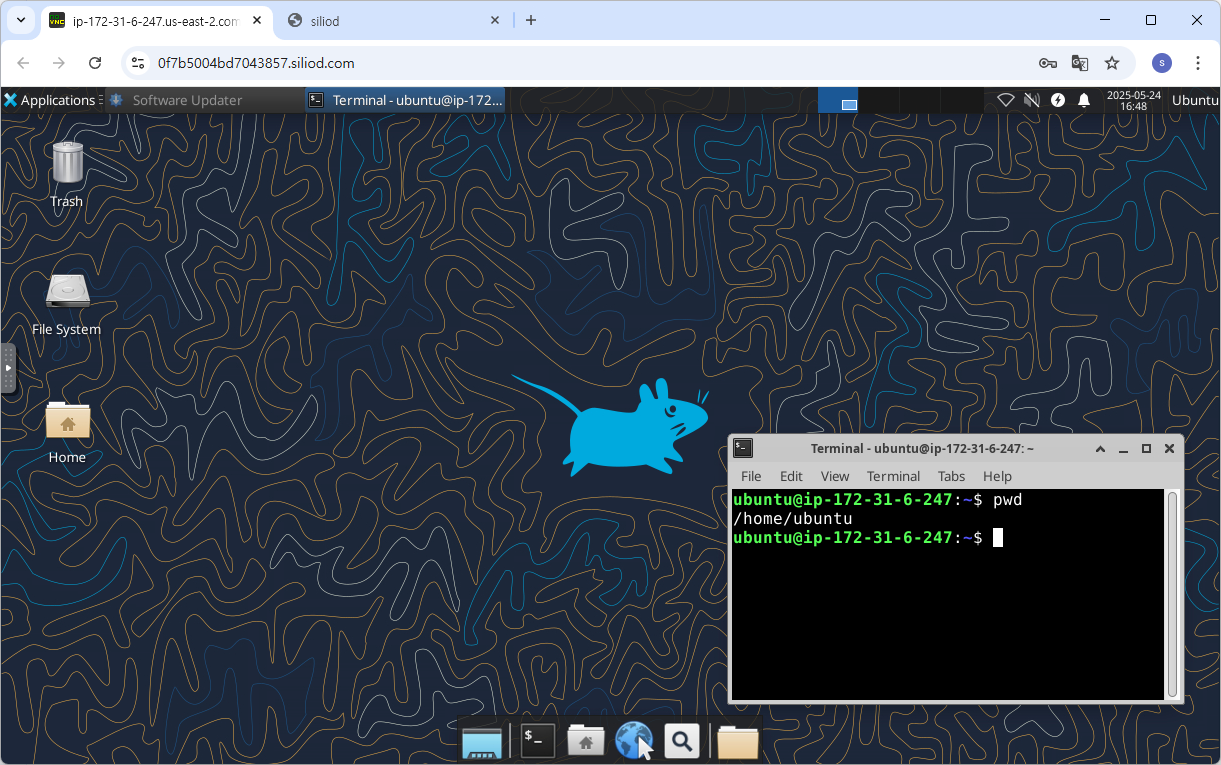 ip-172-31-6-247.us-east-2.com
siliod
0f7b5004bd7043857.siliod.com
S
Applications
Software Updater
Terminal - ubuntu@ip-172...
2025-05-24
16:48
Ubuntu
Trash
File System
Home
Terminal - ubuntu@ip-172-31-6-247: ~
File Edit View Terminal Tabs Help
ubuntu@ip-172-31-6-247:~$ pwd
/home/ubuntu
ubuntu@ip-172-31-6-247:~$